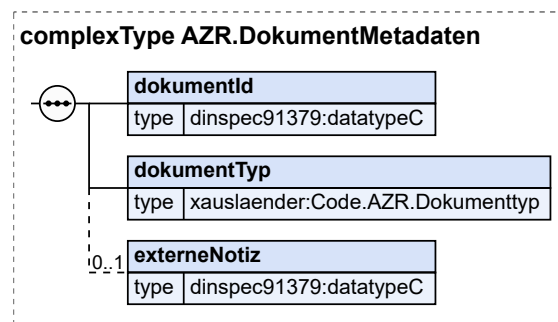 complexType AZR.DokumentMetadaten
dokumentId
type dinspec91379:datatypeC
dokumentTyp
type xauslaender:Code.AZR.Dokumenttyp
0..1 externeNotiz
type dinspec91379:datatypeC